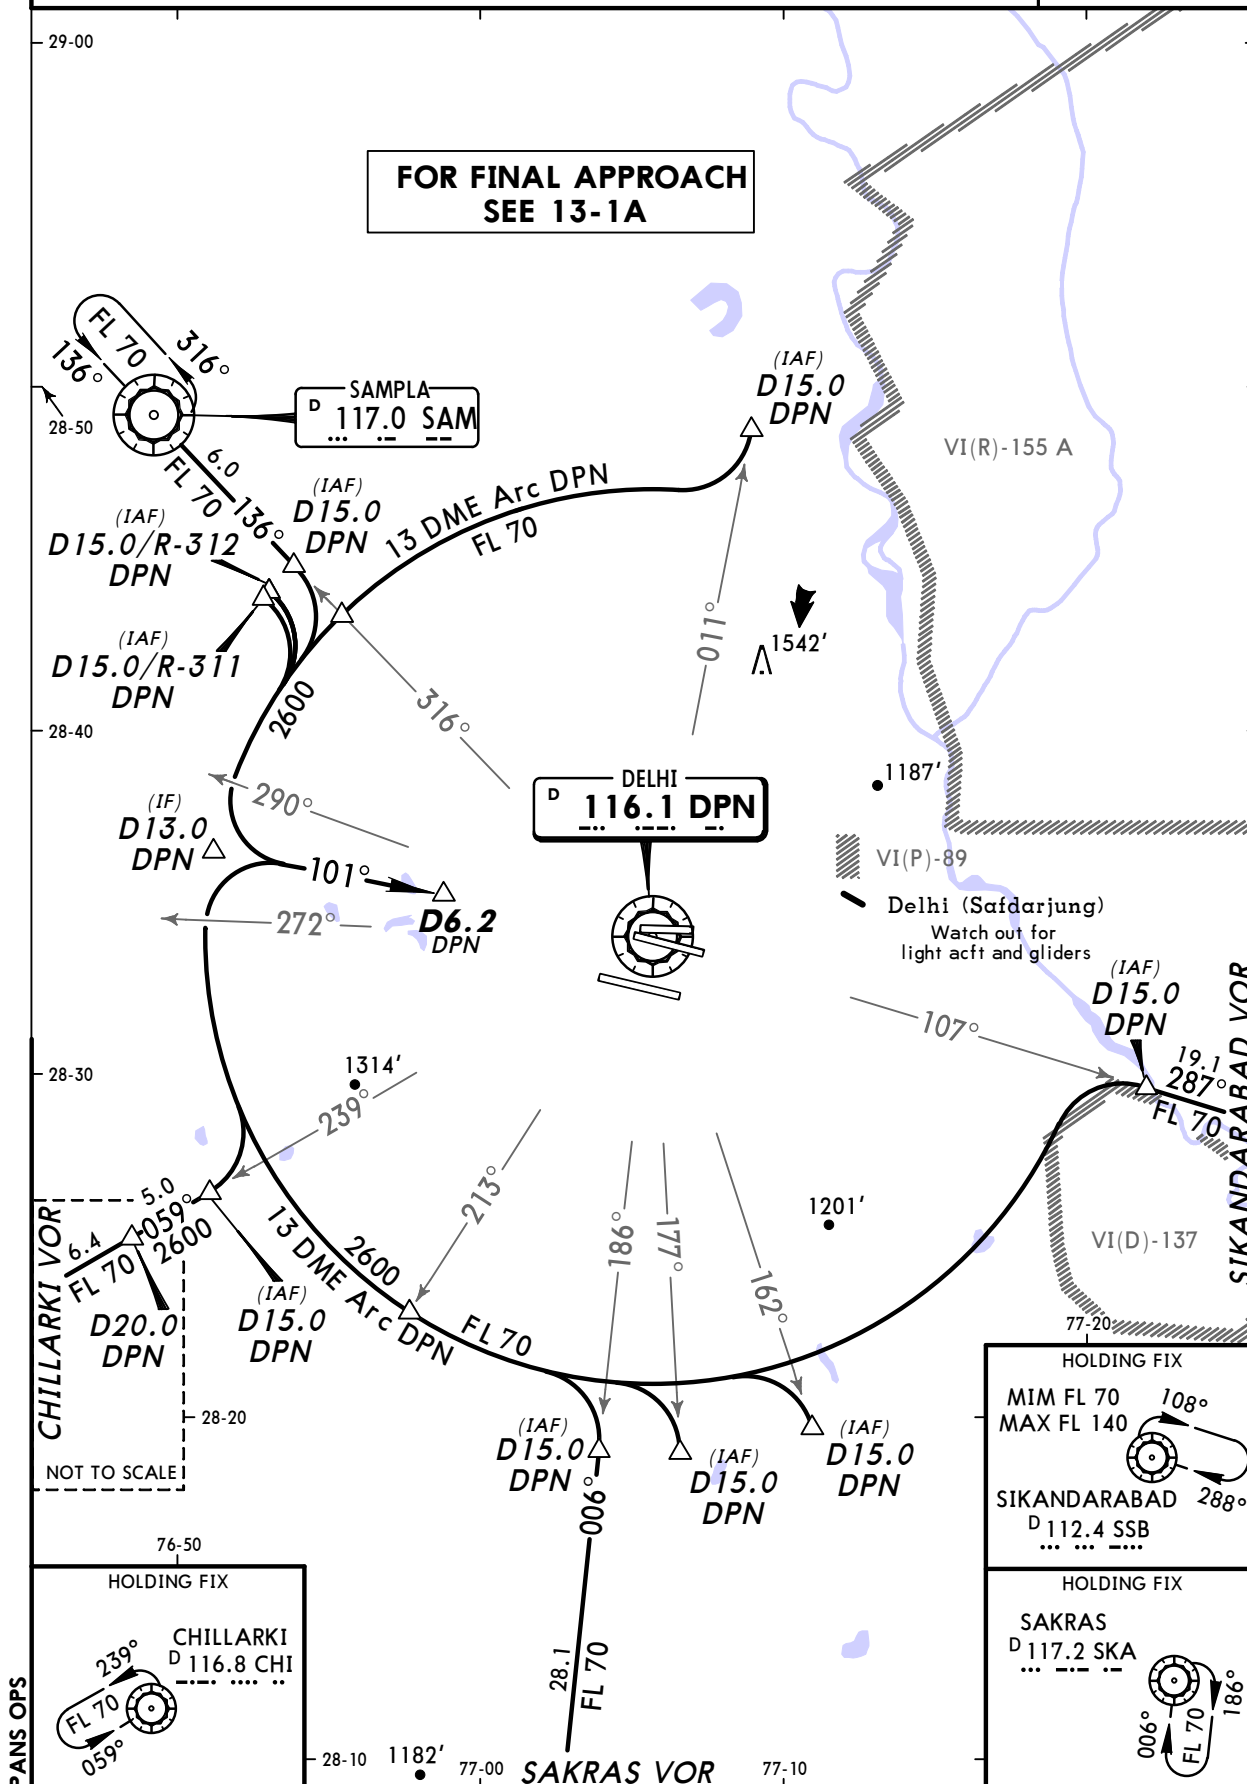 29-00
FOR FINAL APPROACH
SEE 13-1A
FL 70
136°
316°
28-50
SAMPLA
D 117.0 SAM
6.0
FL 70
136°
(IAF)
D15.0
DPN
(IAF)
D15.0/R-312
DPN
(IAF)
D15.0/R-311
DPN
13 DME Arc DPN
FL 70
(IAF)
D15.0
DPN
VI(R)-155 A
011°
1542'
316°
2600
28-40
290°
(IF)
D13.0
DPN
101°
D6.2
DPN
272°
DELHI
D 116.1 DPN
1187'
VI(P)-89
Delhi (Safdarjung)
Watch out for
light acft and gliders
(IAF)
D15.0
DPN
107°
19.1
287°
FL 70
SIKANDARABAD VOR
28-30
1314'
239°
213°
186°
177°
162°
1201'
VI(D)-137
77-20
CHILLARKI VOR
5.0
059°
2600
6.4
FL 70
D20.0
DPN
(IAF)
D15.0
DPN
13 DME Arc DPN
2600
FL 70
28-20
NOT TO SCALE
(IAF)
D15.0
DPN
(IAF)
D15.0
DPN
(IAF)
D15.0
DPN
006°
28.1
FL 70
SAKRAS VOR
76-50
77-00
77-10
28-10
1182'
HOLDING FIX
MIM FL 70
MAX FL 140
108°
288°
SIKANDARABAD
D 112.4 SSB
HOLDING FIX
SAKRAS
D 117.2 SKA
006°
FL 70
186°
HOLDING FIX
CHILLARKI
D 116.8 CHI
239°
FL 70
059°
PANS OPS